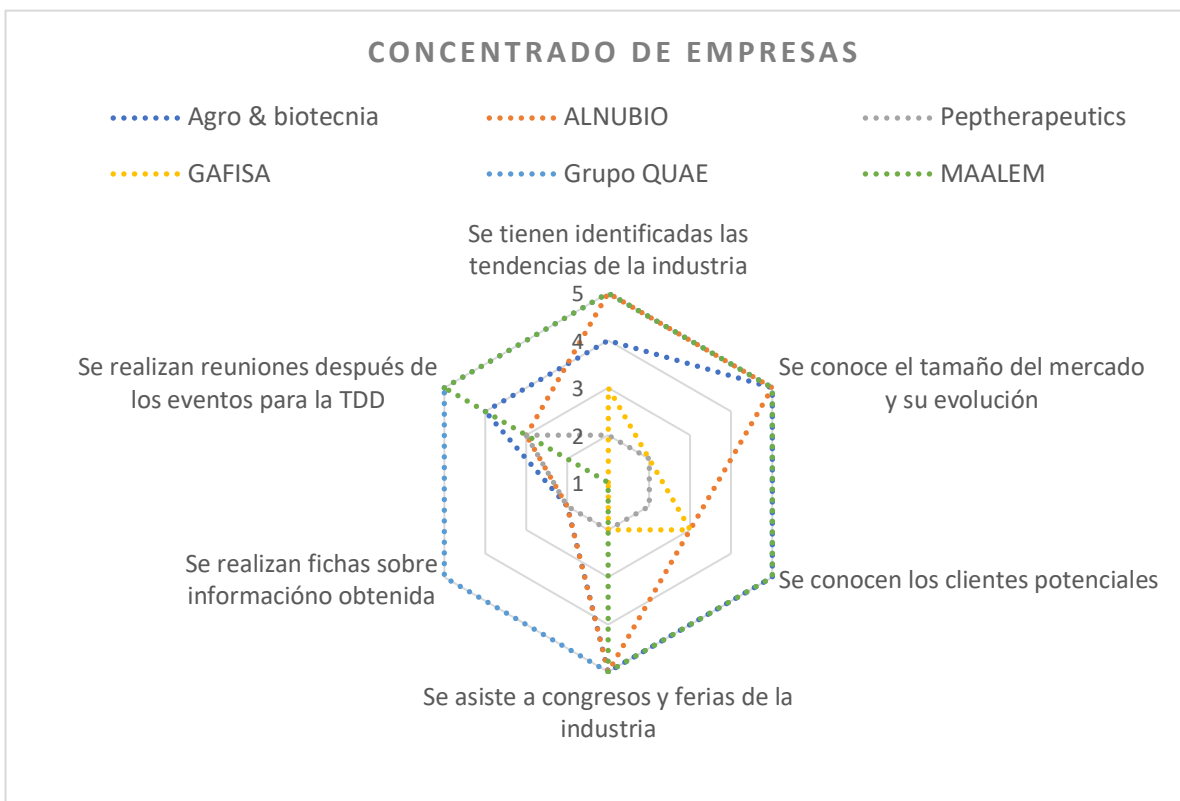 CONCENTRADO DE EMPRESAS
Agro & biotecnia
ALNUBIO
Peptherapeutics
GAFISA
Grupo QUAE
MAALEM
Se tienen identificadas las
tendencias de la industria
5
4
3
2
1
Se conoce el tamaño del mercado
y su evolución
Se conocen los clientes potenciales
Se asiste a congresos y ferias de la
industria
Se realizan fichas sobre
informacióno obtenida
Se realizan reuniones después de
los eventos para la TDD